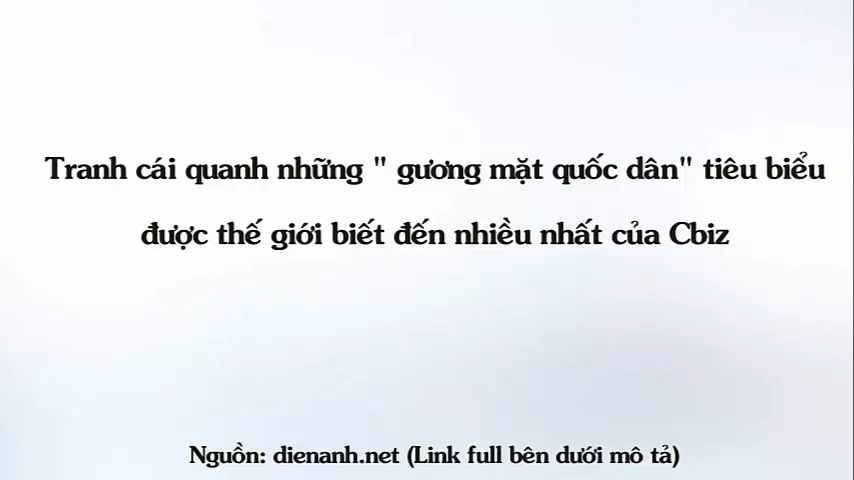 Tranh cái quanh những " gương mặt quốc dân" tiêu biểu
được thế giới biết đến nhiều nhất của Cbiz
Nguồn: dienanh.net (Link full bên dưới mô tả)